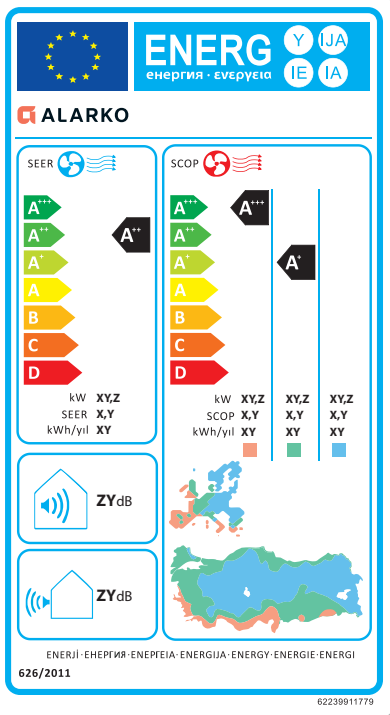 ENERG Y IJA
енергия · ενεργεια IE IA
ALARKO
SEER
A+++
A++
A+
A
B
C
D
A++
kW XY,Z
SEER X,Y
kWh/yıl XY
SCOP
A+++
A++
A+
A
B
C
D
A+++
A+
kW XY,Z XY,Z XY,Z
SCOP X,Y X,Y X,Y
kWh/yıl XY XY XY
ZYdB
ZYdB
ENERJİ·ЕНЕРГИЯ·ΕΝΕΡΓΕΙΑ·ENERGIJA·ENERGY·ENERGIE·ENERGI
626/2011
62239911779